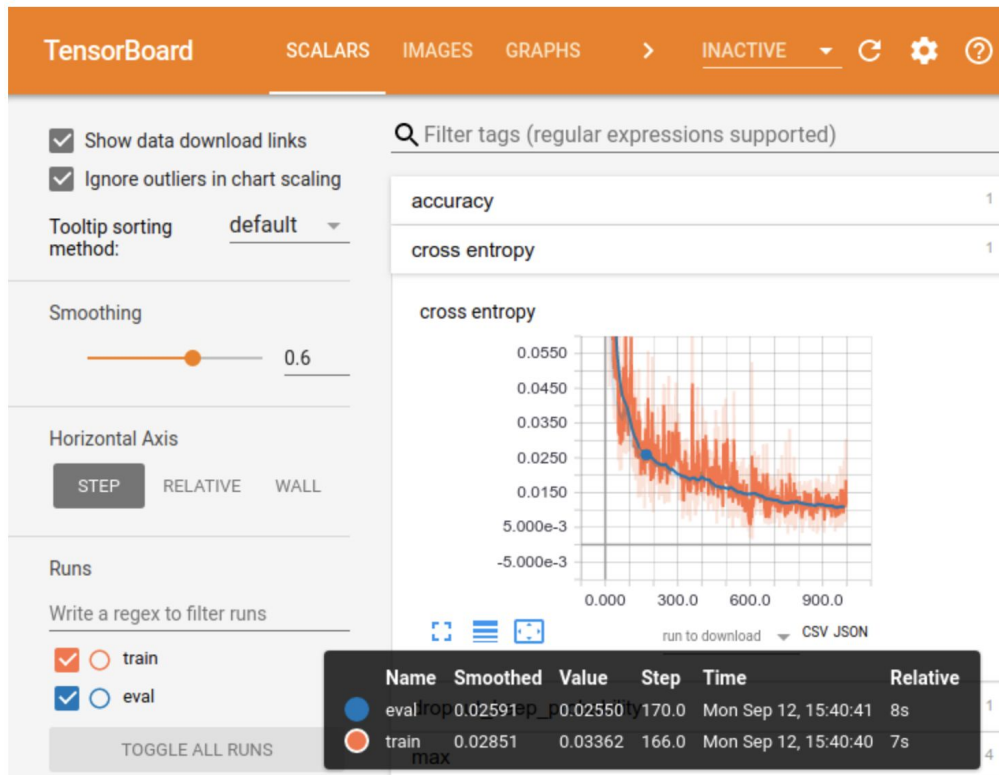 TensorBoard SCALARS IMAGES GRAPHS INACTIVE
Show data download links
Ignore outliers in chart scaling
Tooltip sorting method: default
Smoothing
0.6
Horizontal Axis
STEP RELATIVE WALL
Runs
Write a regex to filter runs
train
eval
TOGGLE ALL RUNS
Filter tags (regular expressions supported)
accuracy 1
cross entropy 1
cross entropy
0.0550
0.0450
0.0350
0.0250
0.0150
5.000e-3
-5.000e-3
0.000 300.0 600.0 900.0
run to download CSV JSON
Name Smoothed Value Step Time Relative
eval 0.02591 0.02550 170.0 Mon Sep 12, 15:40:41 8s
train 0.02851 0.03362 166.0 Mon Sep 12, 15:40:40 7s
1
max 4